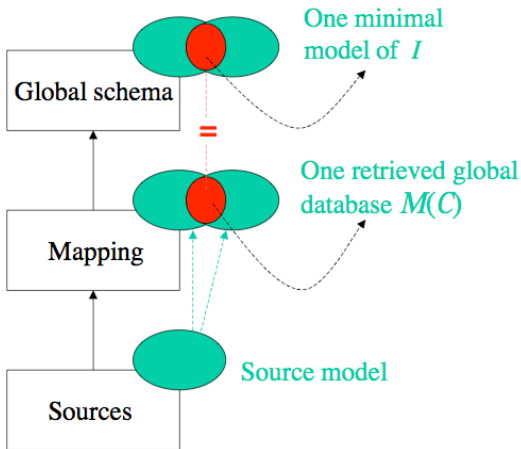 One minimal
model of I
Global schema
=
One retrieved global
database M(C)
Mapping
Source model
Sources